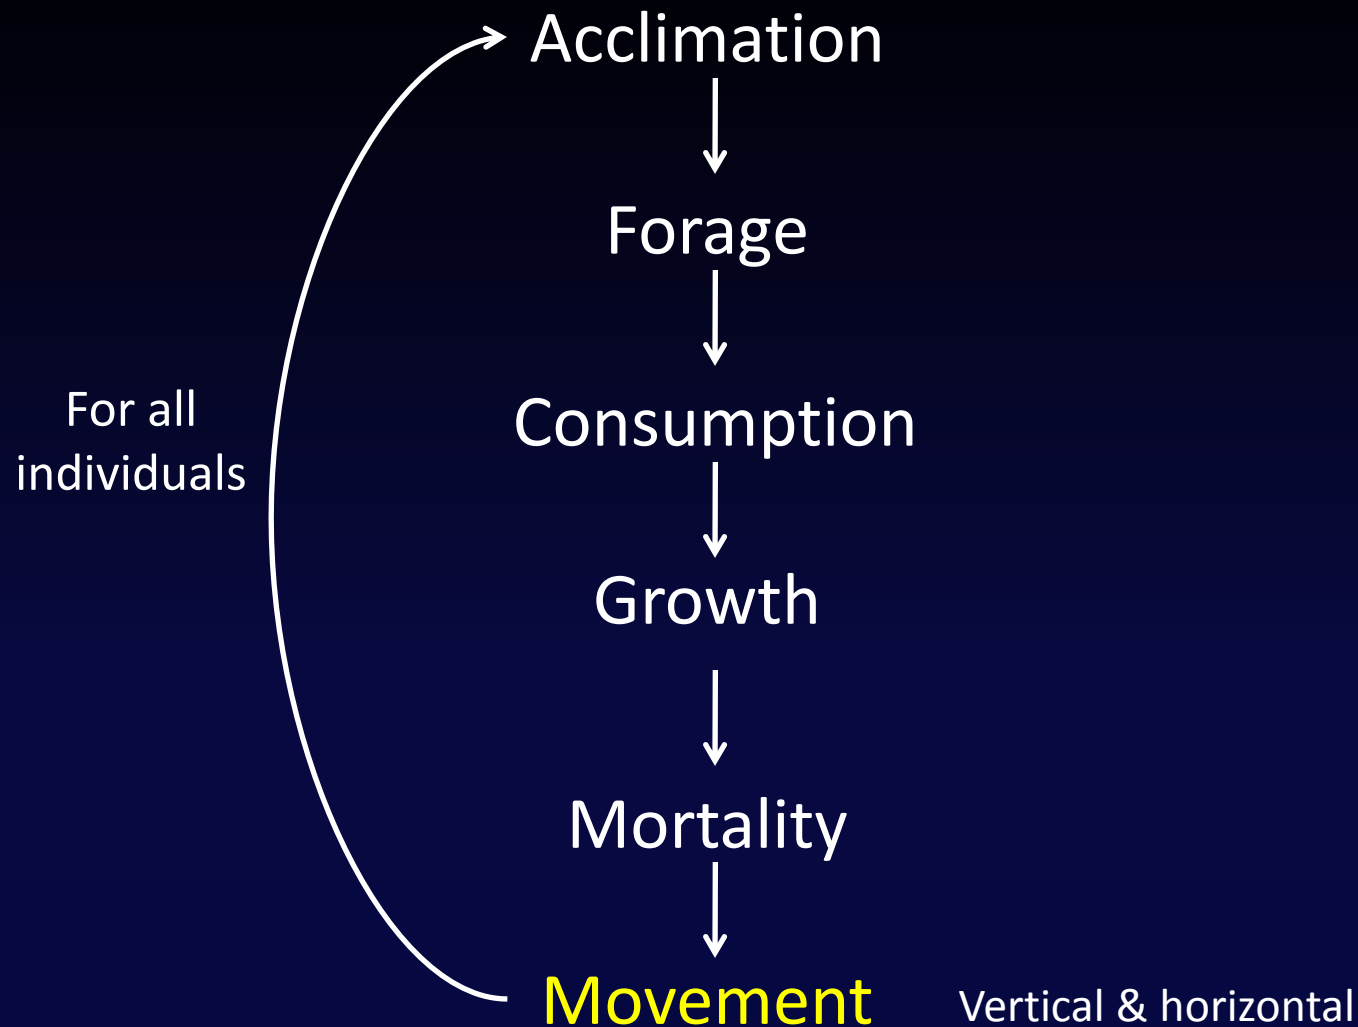 Acclimation
Forage
For all
individuals
Consumption
Growth
Mortality
Movement
Vertical & horizontal